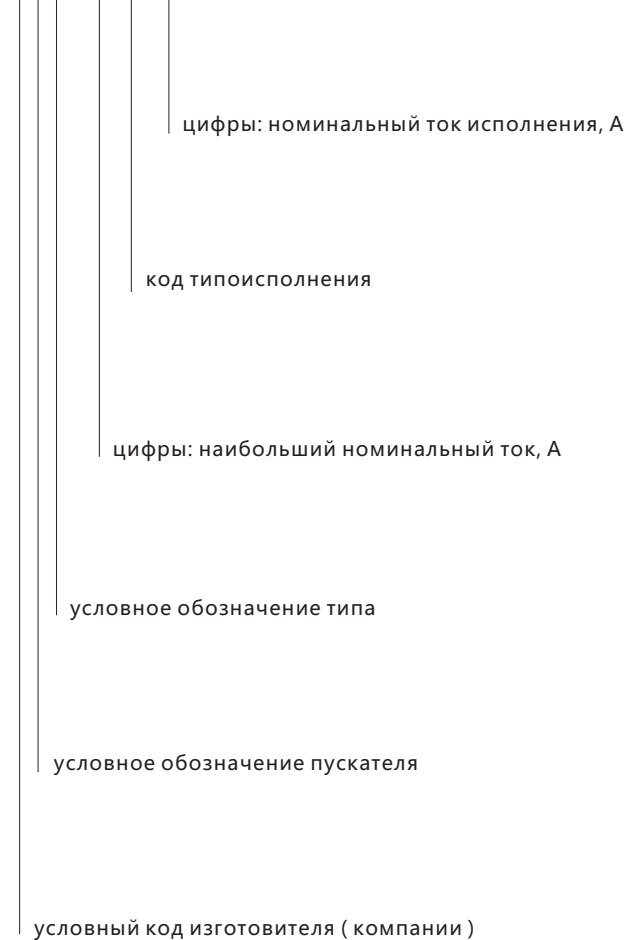 цифры: номинальный ток исполнения, А
код типоисполнения
цифры: наибольший номинальный ток, А
условное обозначение типа
условное обозначение пускателя
условный код изготовителя ( компании )